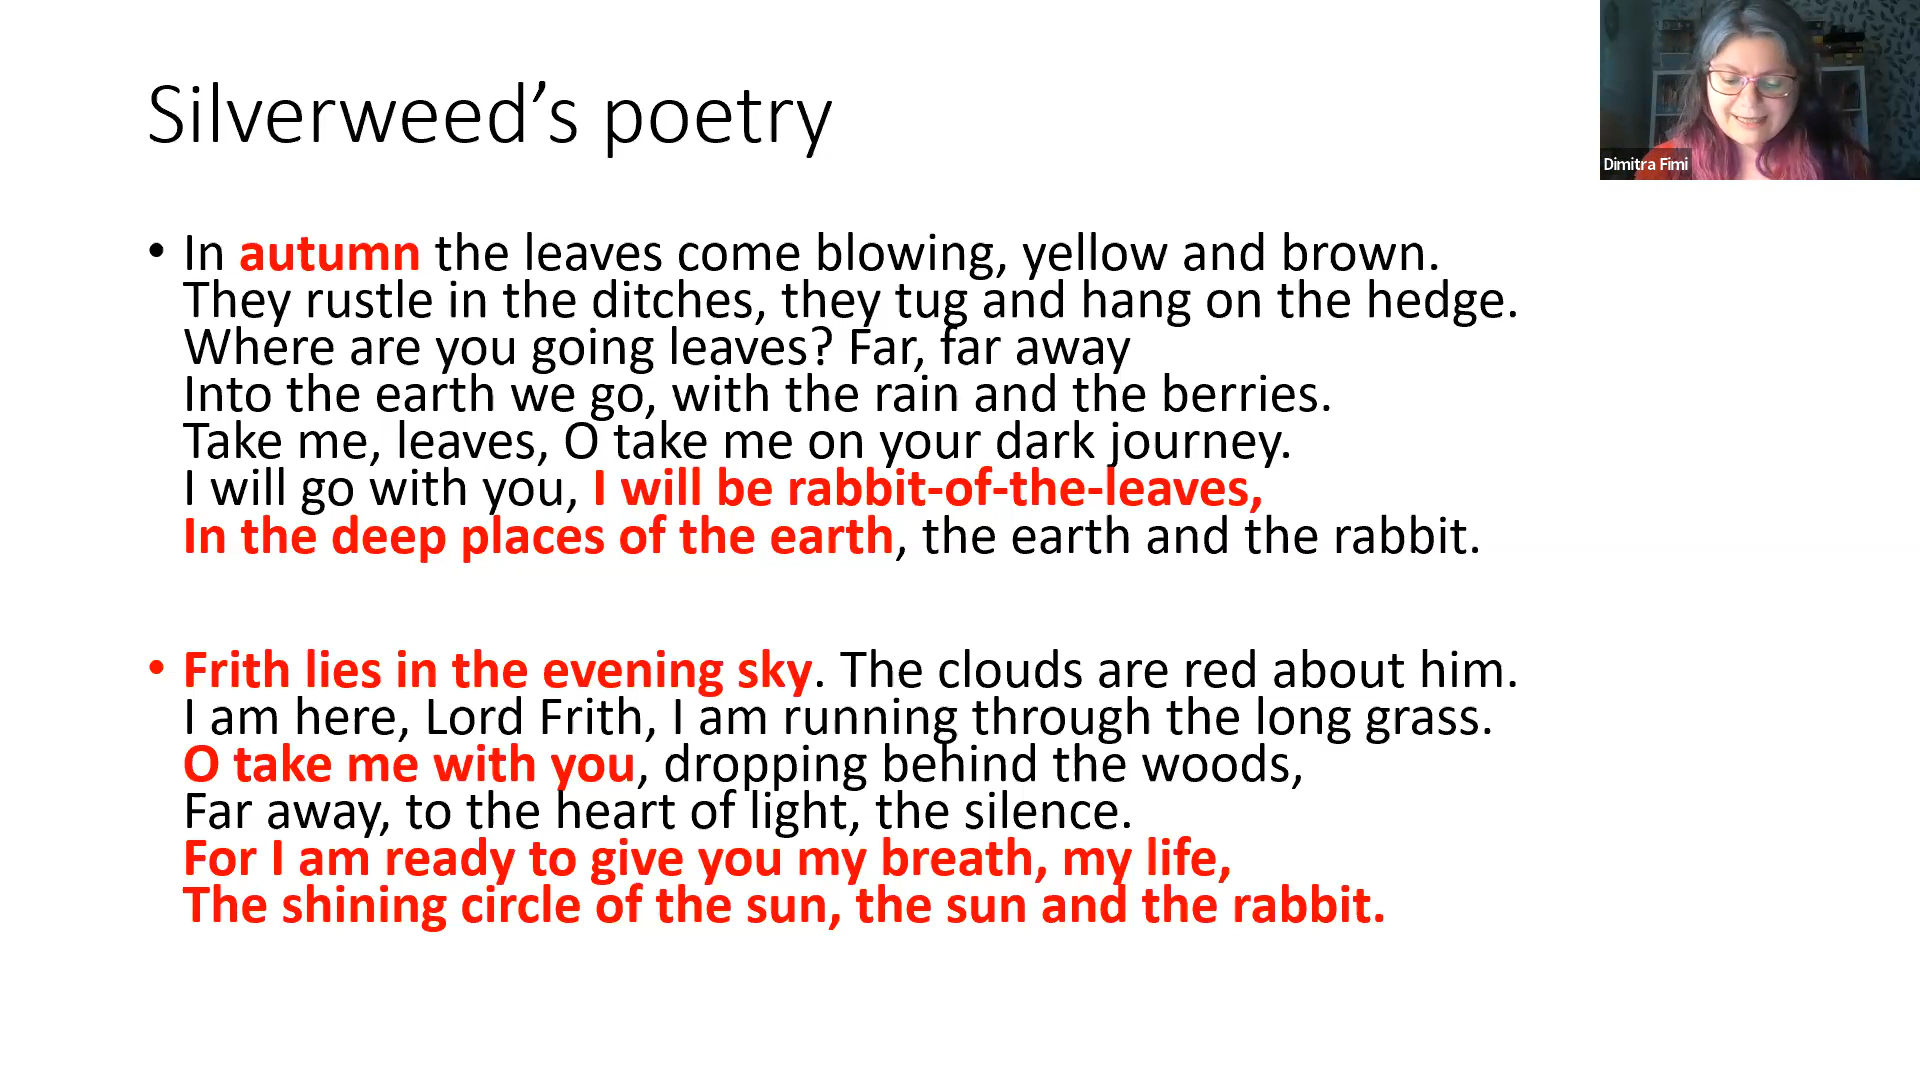 Silverweed’s poetry
Dimitra Fimi
• In autumn the leaves come blowing, yellow and brown.
They rustle in the ditches, they tug and hang on the hedge.
Where are you going leaves? Far, far away
Into the earth we go, with the rain and the berries.
Take me, leaves, O take me on your dark journey.
I will go with you, I will be rabbit-of-the-leaves,
In the deep places of the earth, the earth and the rabbit.
• Frith lies in the evening sky. The clouds are red about him.
I am here, Lord Frith, I am running through the long grass.
O take me with you, dropping behind the woods,
Far away, to the heart of light, the silence.
For I am ready to give you my breath, my life,
The shining circle of the sun, the sun and the rabbit.